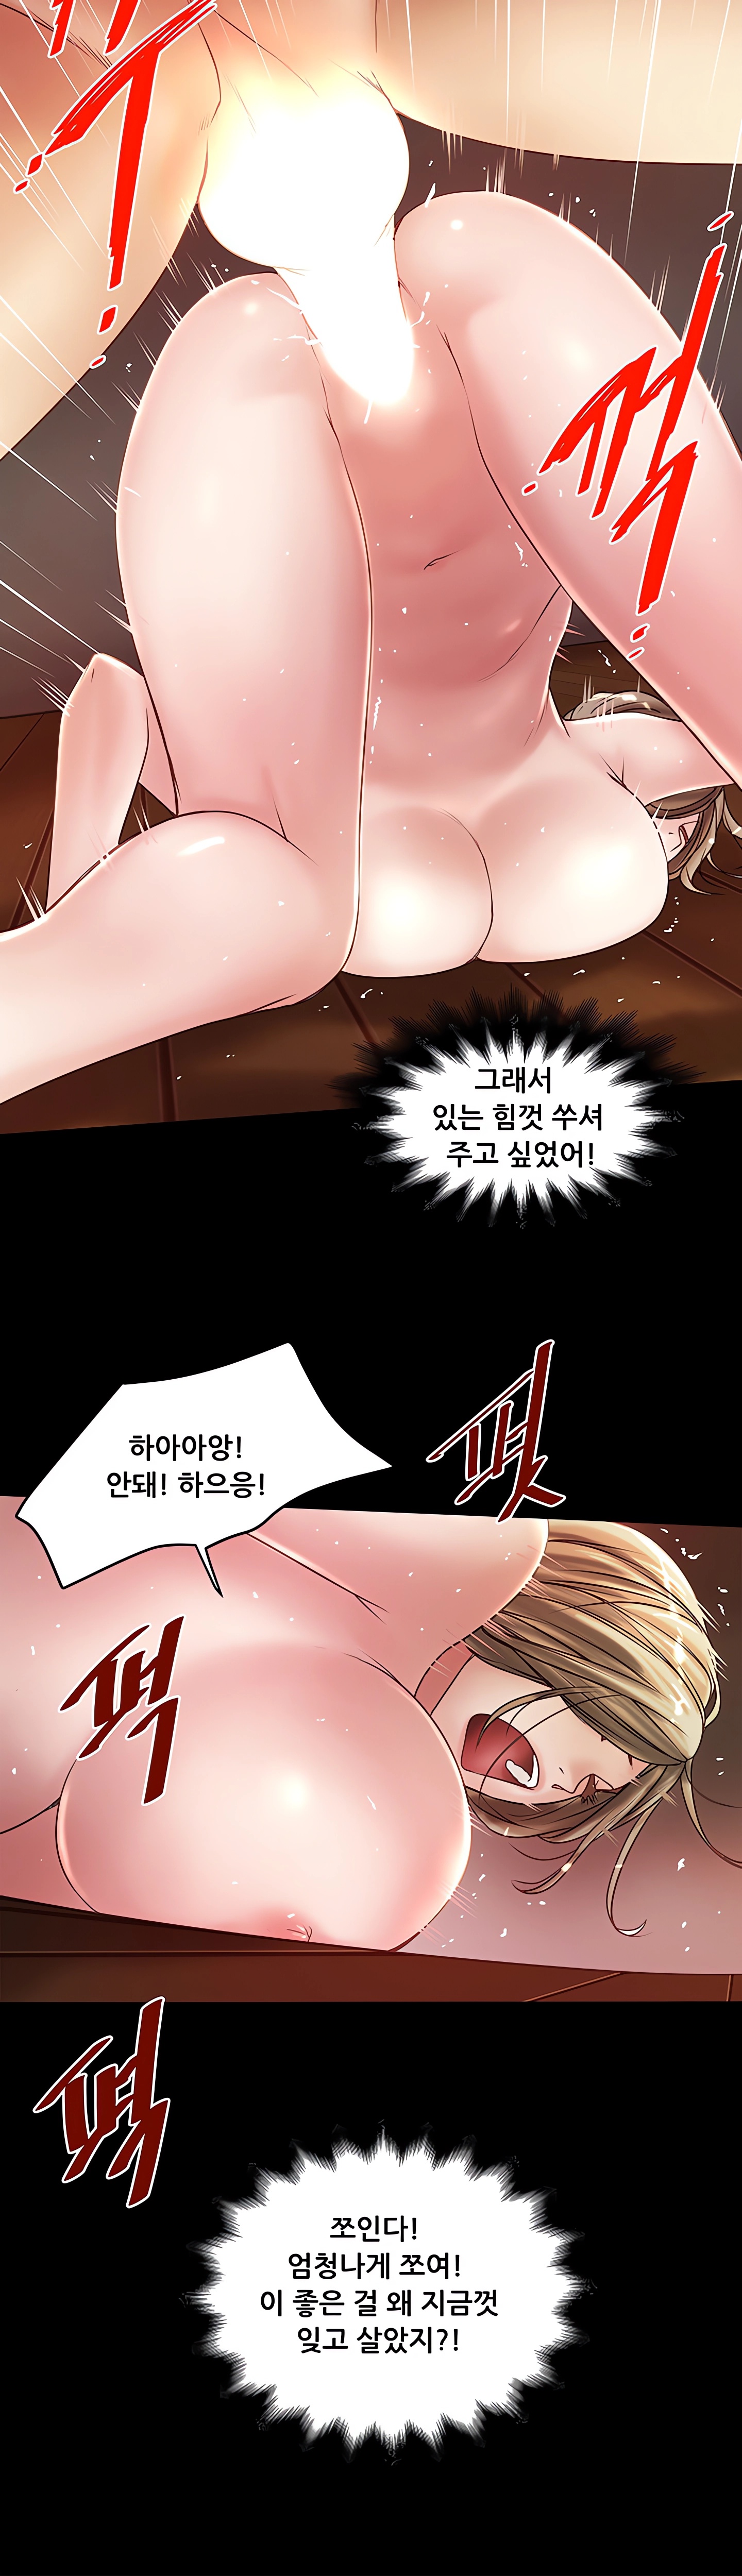 퍽
그래서
있는 힘껏 쑤셔
주고 싶었어!
하아아앙!
안돼! 하으응!
퍽
퍽
퍽
쪼인다!
엄청나게 쪼여!
이 좋은 걸 왜 지금껏
잊고 살았지?!